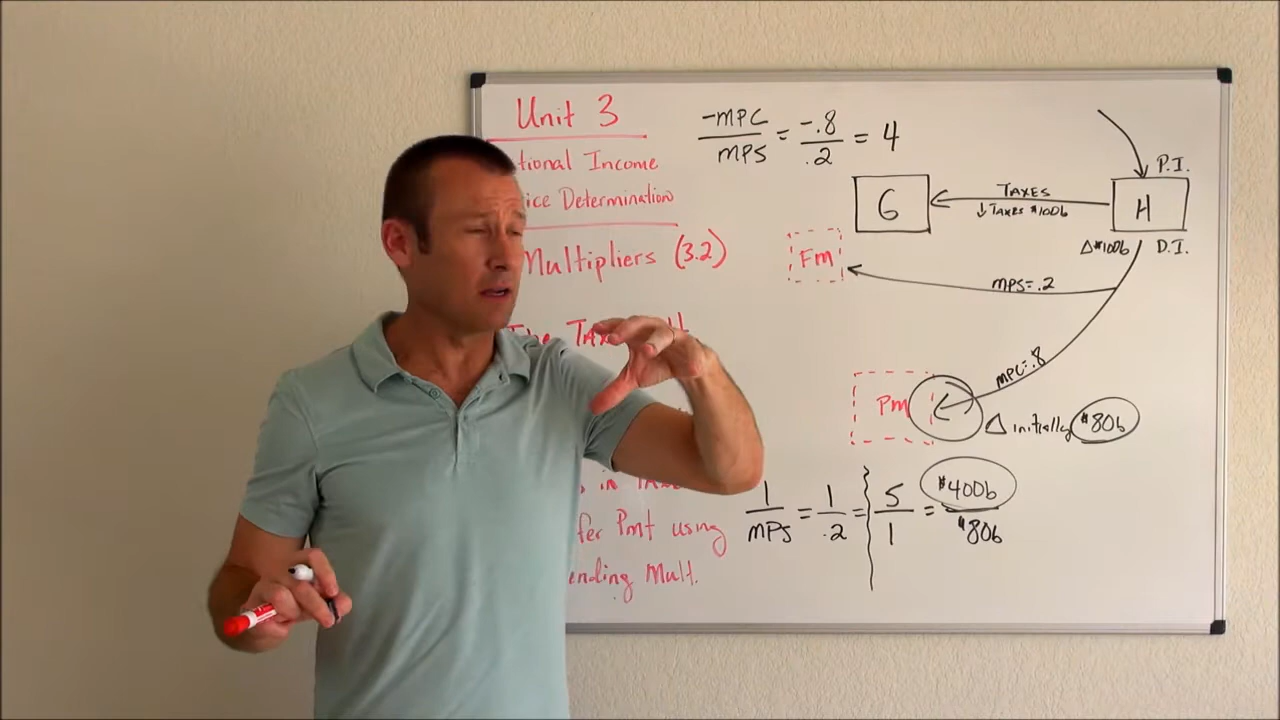 Unit 3
tional Income
ice Determination
Multipliers (3.2)
-MPC
MPS
= -.8
.2
= 4
P.I.
G
TAXES
↓ TAXES $100b
H
Δ$100b
D.I.
Fm
MPS=.2
MPC=.8
Pm
Δ initially $80b
in
fer Pmt using
ending Mult.
1
MPS
= 1
.2
= 5
1
= $400b
$80b